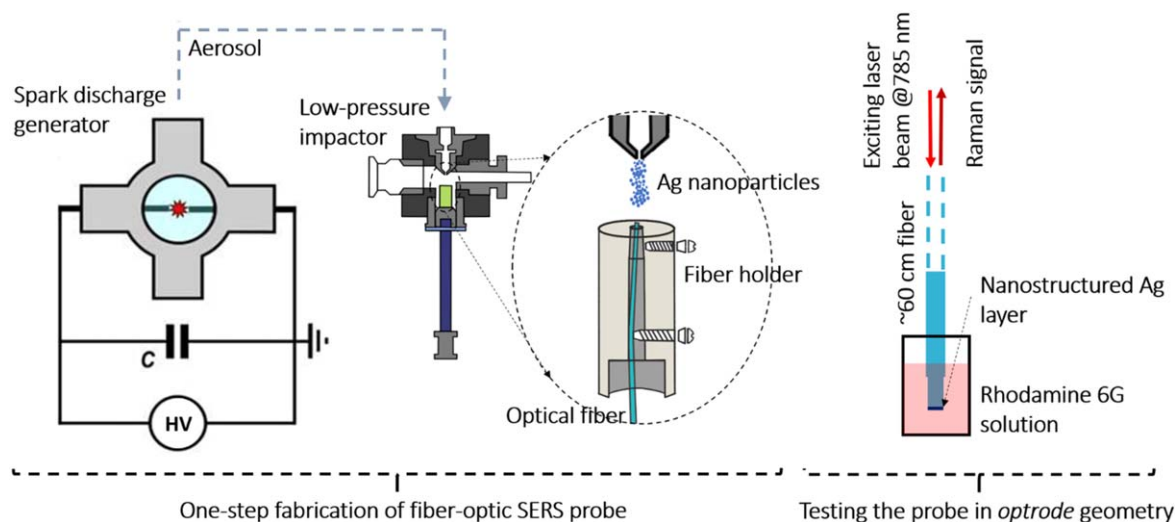 Aerosol
Spark discharge
generator
Low-pressure
impactor
C
HV
Ag nanoparticles
Fiber holder
Optical fiber
Exciting laser
beam @785 nm
Raman signal
~60 cm fiber
Nanostructured Ag
layer
Rhodamine 6G
solution
One-step fabrication of fiber-optic SERS probe
Testing the probe in optrode geometry